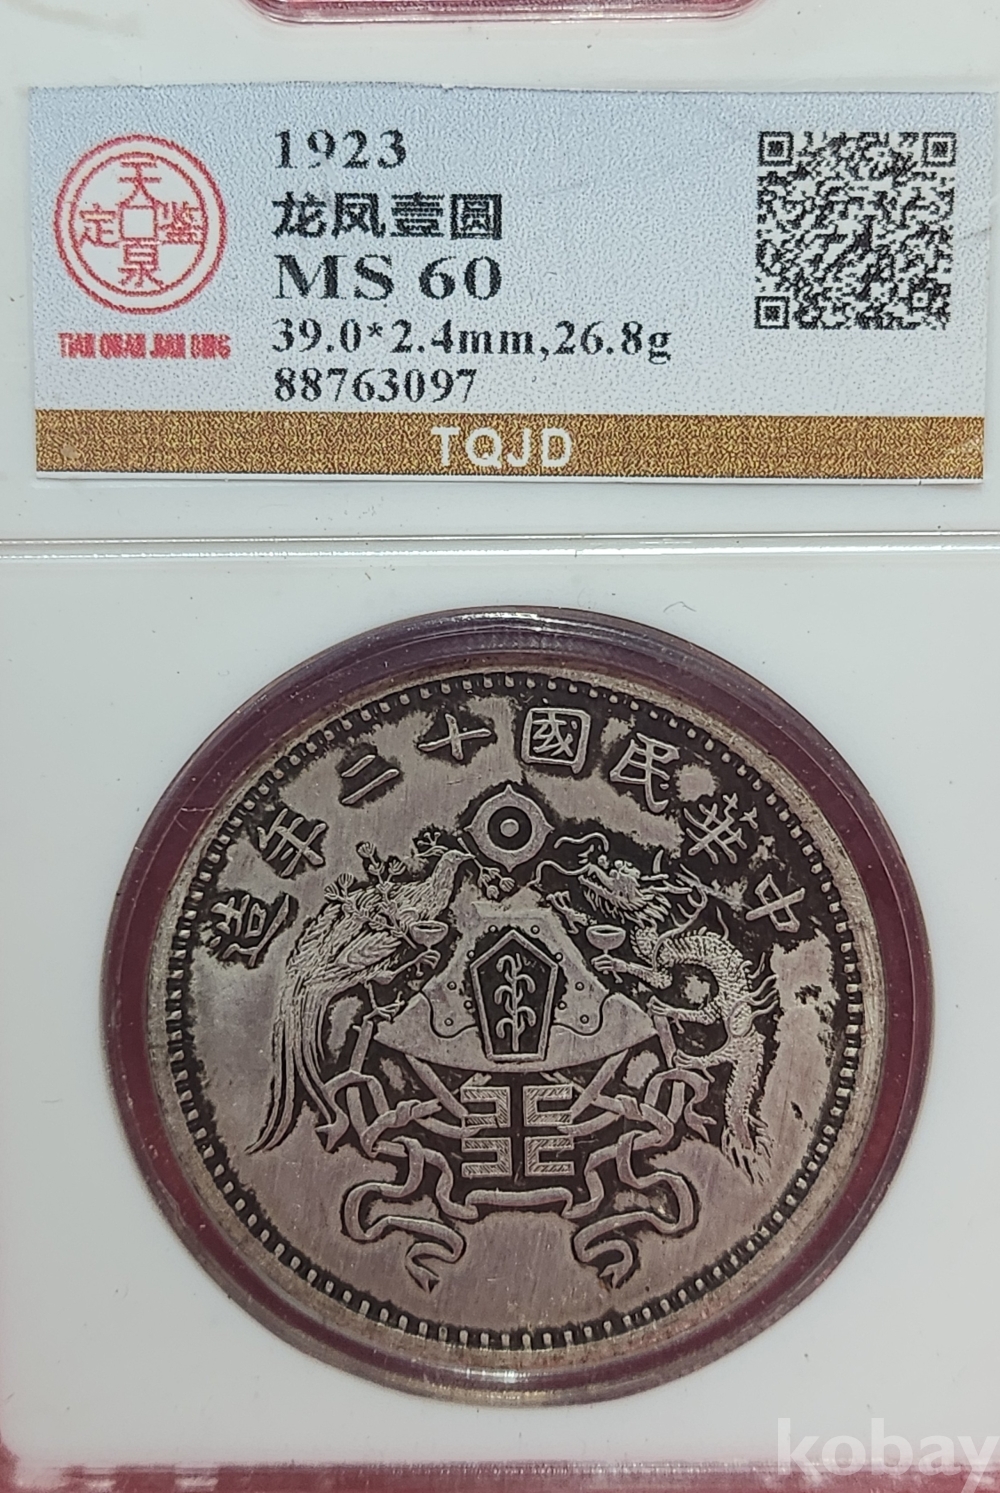 天泉鉴定
TIAN QUAN JIAN DING
1923
龙凤壹圆
MS 60
39.0*2.4mm,26.8g
88763097
TQJD
造年二十國民華中
kobay